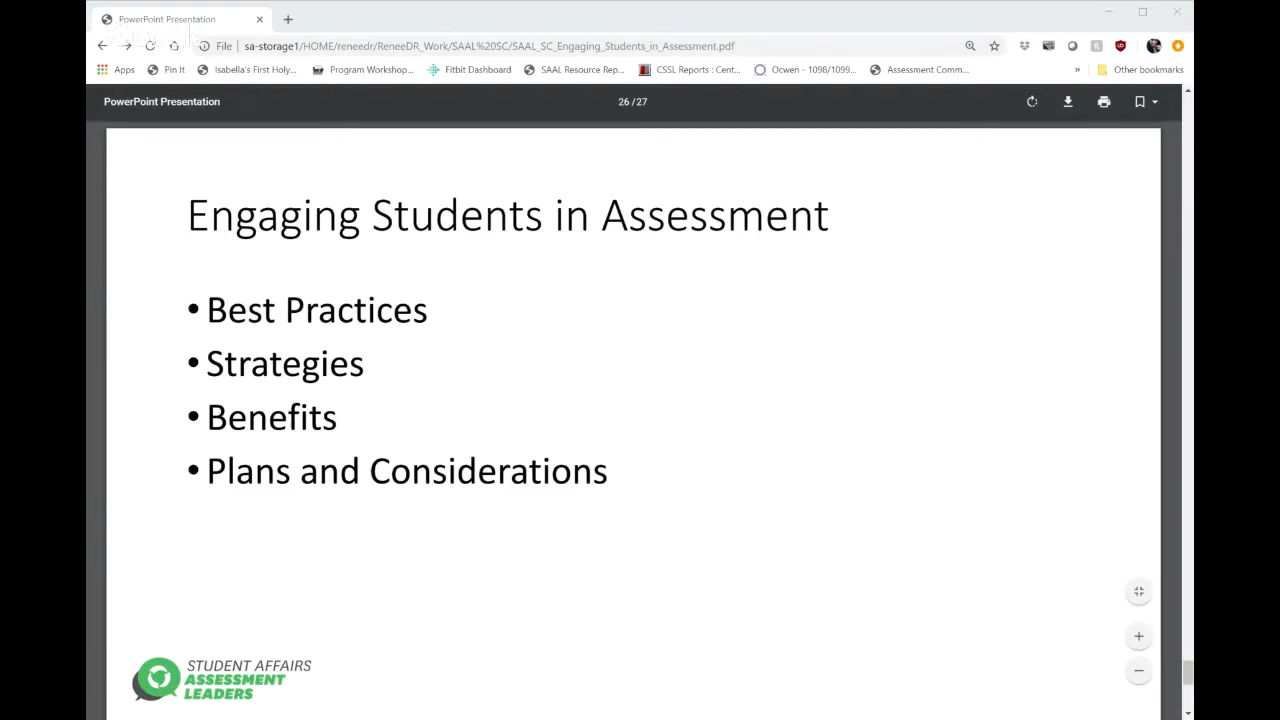 PowerPoint Presentation
File
sa-storage1/HOME/reneedr/ReneeDR_Work/SAAL%20SC/SAAL_SC_Engaging_Students_in_Assessment.pdf
Apps
Pin It
Isabella's First Holy...
Program Workshop...
Fitbit Dashboard
SAAL Resource Rep...
CSSL Reports : Cent...
Ocwen - 1098/1099...
Assessment Comm...
»
Other bookmarks
PowerPoint Presentation
26 / 27
Engaging Students in Assessment
• Best Practices
• Strategies
• Benefits
• Plans and Considerations
STUDENT AFFAIRS
ASSESSMENT
LEADERS